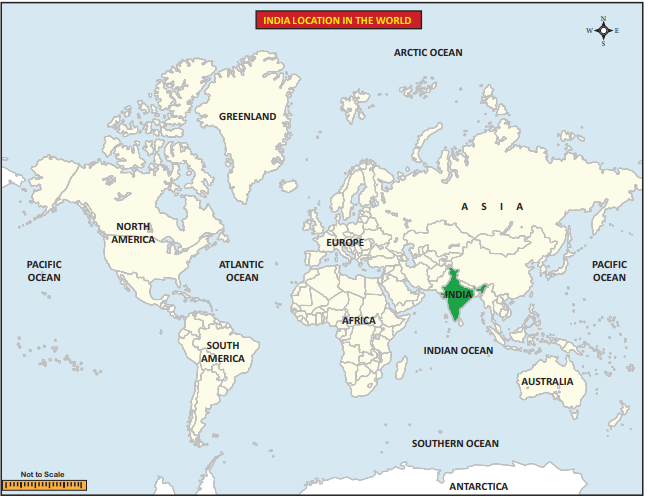 INDIA LOCATION IN THE WORLD
N
W
E
S
ARCTIC OCEAN
GREENLAND
A S I A
NORTH
AMERICA
EUROPE
PACIFIC
OCEAN
ATLANTIC
OCEAN
PACIFIC
OCEAN
INDIA
AFRICA
SOUTH
AMERICA
INDIAN OCEAN
AUSTRALIA
SOUTHERN OCEAN
Not to Scale
ANTARCTICA